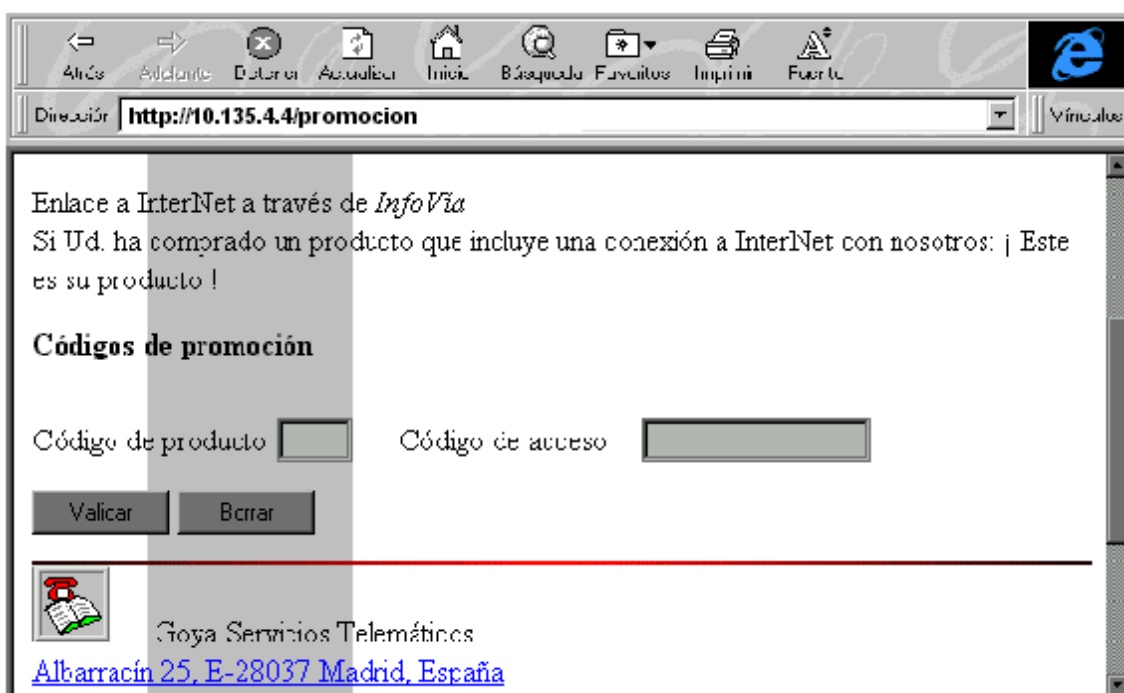 Atrás Adelante Detener Actualizar Inicio Búsqueda Favoritos Imprimir Fuente
Dirección http://10.135.4.4/promocion Vínculos
Enlace a InterNet a través de InfoVía
Si Ud. ha comprado un producto que incluye una conexión a InterNet con nosotros: ¡ Este
es su producto !
Códigos de promoción
Código de producto Código de acceso
Validar Borrar
Goya Servicios Telemáticos
Albarracín 25, E-28037 Madrid, España